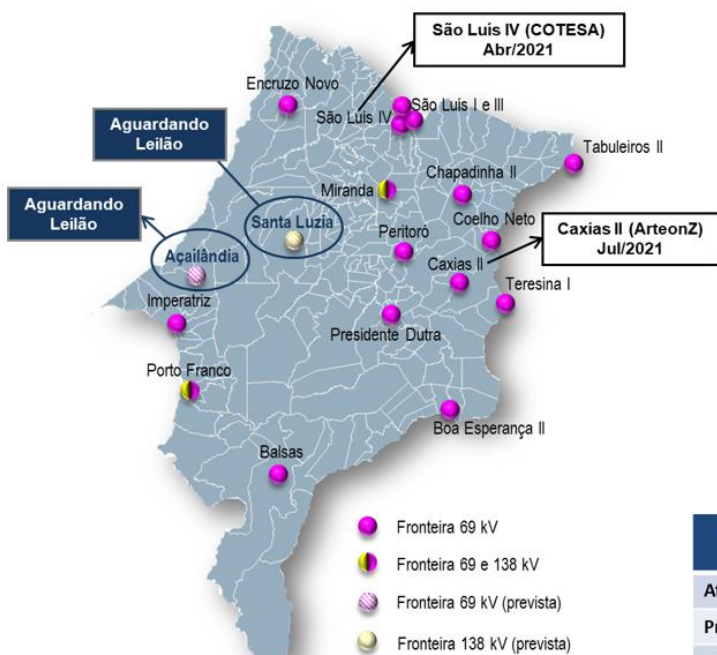 São Luís IV (COTESA)
Abr/2021
Encruzo Novo
São Luis I e III
São Luis IV
Aguardando
Leilão
Tabuleiros II
Miranda
Chapadinha II
Aguardando
Leilão
Santa Luzia
Coelho Neto
Peritoró
Caxias II (ArteonZ)
Jul/2021
Açailândia
Caxias II
Teresina I
Imperatriz
Presidente Dutra
Porto Franco
Boa Esperança II
Balsas
Fronteira 69 kV
Fronteira 69 e 138 kV
Fronteira 69 kV (prevista)
Fronteira 138 kV (prevista)